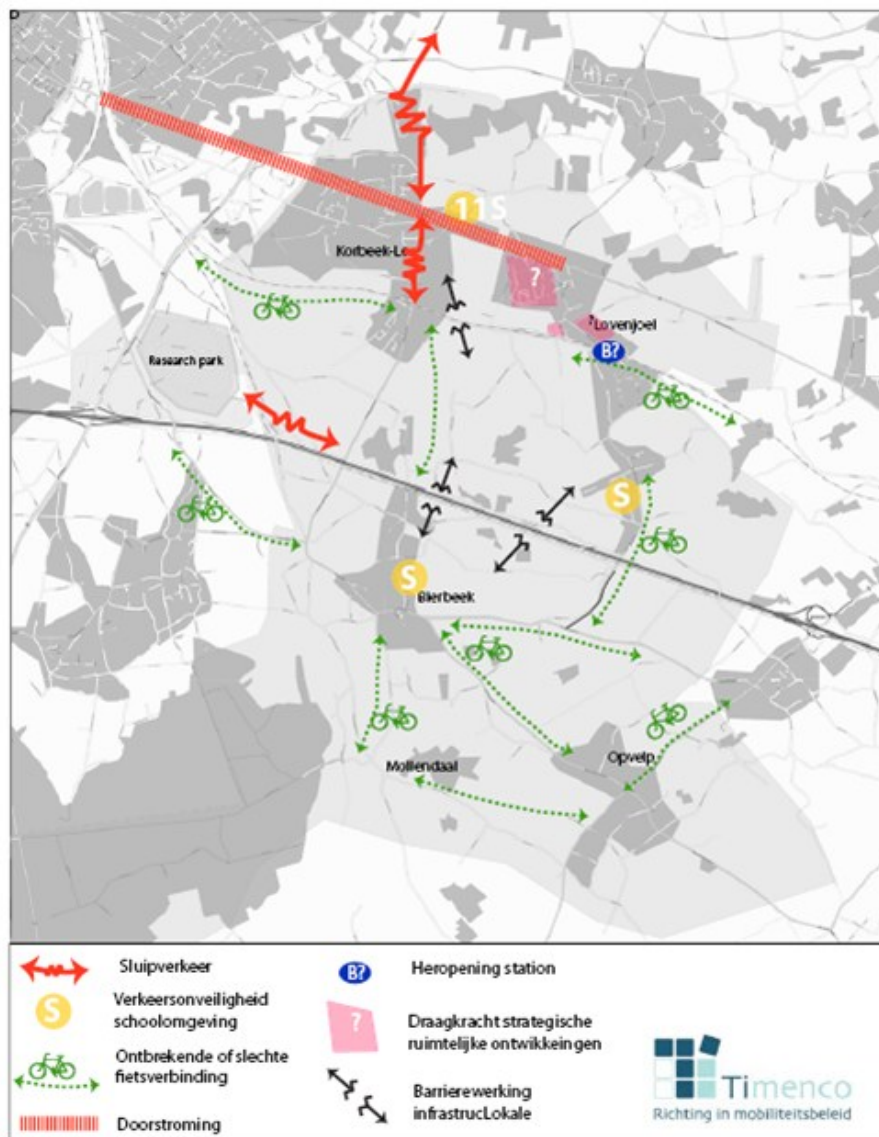 11S
Korbeek-Lo
?
?Lovenjoel
B?
Research park
S
S
Bierbeek
Mollendaal
Opvelp
Sluipverkeer
S
Verkeersonveiligheid
schoolomgeving
Ontbrekende of slechte
fietsverbinding
Doorstroming
B?
Heropening station
?
Draagkracht strategische
ruimtelijke ontwikkeingen
Barrierewerking
infrastrucLokale
Timenco
Richting in mobiliteitsbeleid